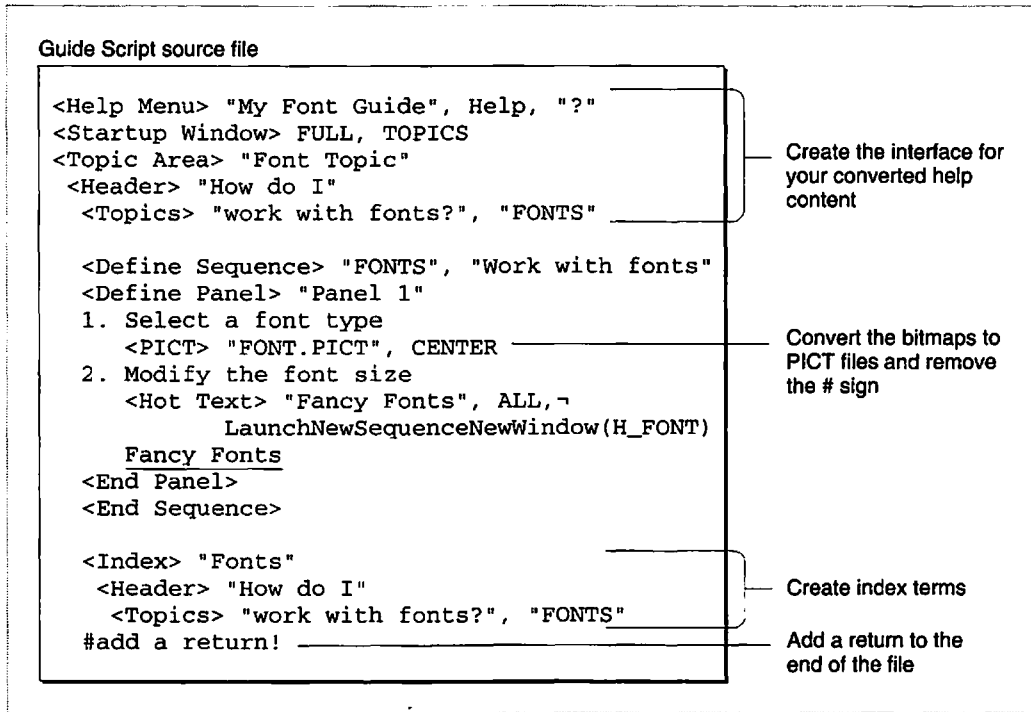 Guide Script source file
<Help Menu> "My Font Guide", Help, "?"
<Startup Window> FULL, TOPICS
<Topic Area> "Font Topic"
<Header> "How do I"
<Topics> "work with fonts?", "FONTS"
Create the interface for
your converted help
content
<Define Sequence> "FONTS", "Work with fonts"
<Define Panel> "Panel 1"
1. Select a font type
<PICT> "FONT.PICT", CENTER
Convert the bitmaps to
PICT files and remove
the # sign
2. Modify the font size
<Hot Text> "Fancy Fonts", ALL,¬
LaunchNewSequenceNewWindow(H_FONT)
Fancy Fonts
<End Panel>
<End Sequence>
<Index> "Fonts"
<Header> "How do I"
<Topics> "work with fonts?", "FONTS"
Create index terms
#add a return!
Add a return to the
end of the file